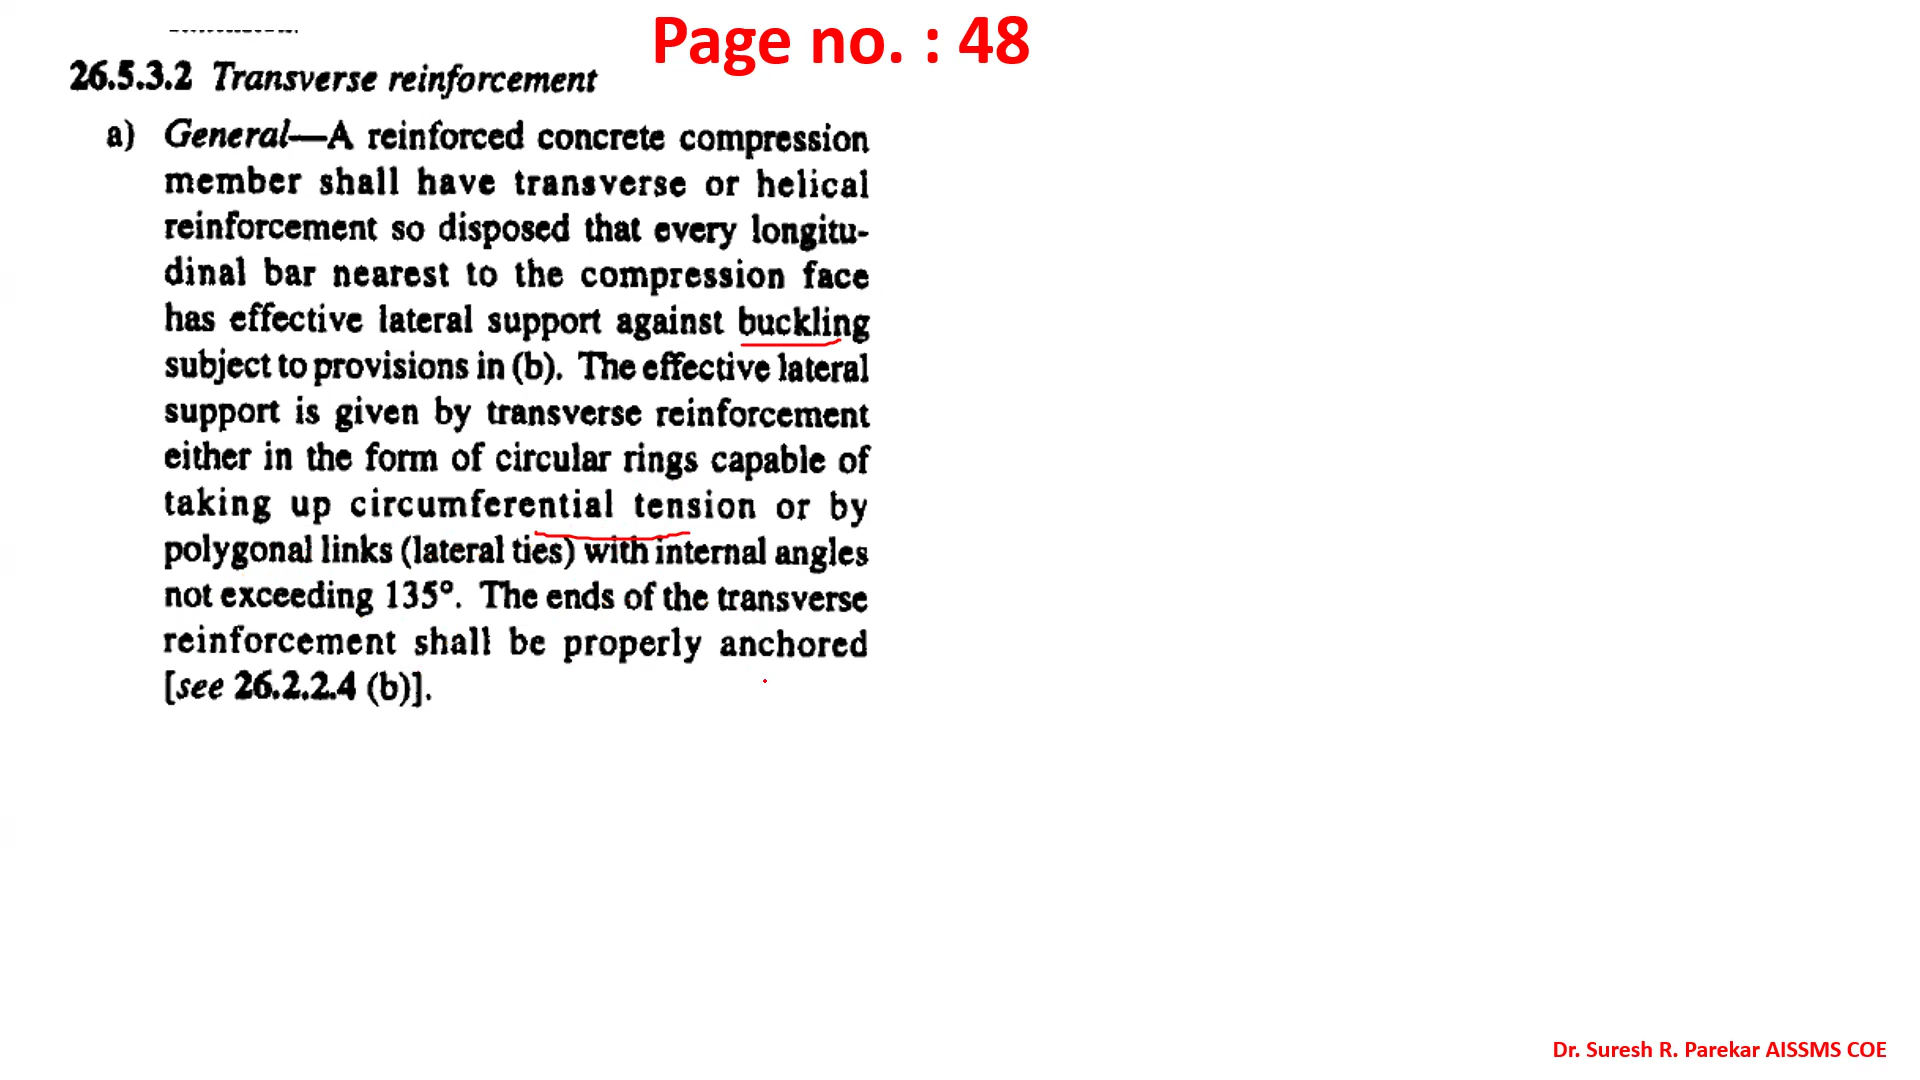 Page no. : 48
26.5.3.2 Transverse reinforcement
a) General—A reinforced concrete compression
member shall have transverse or helical
reinforcement so disposed that every longitu-
dinal bar nearest to the compression face
has effective lateral support against buckling
subject to provisions in (b). The effective lateral
support is given by transverse reinforcement
either in the form of circular rings capable of
taking up circumferential tension or by
polygonal links (lateral ties) with internal angles
not exceeding 135°. The ends of the transverse
reinforcement shall be properly anchored
[see 26.2.2.4 (b)].
Dr. Suresh R. Parekar AISSMS COE